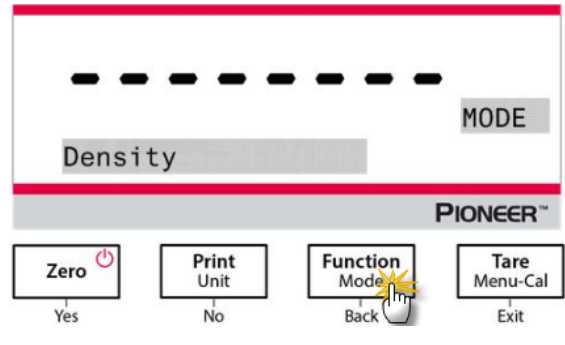 --------
MODE
Density
PIONEER™
Zero
Print
Unit
Function
Mode
Tare
Menu-Cal
Yes
No
Back
Exit